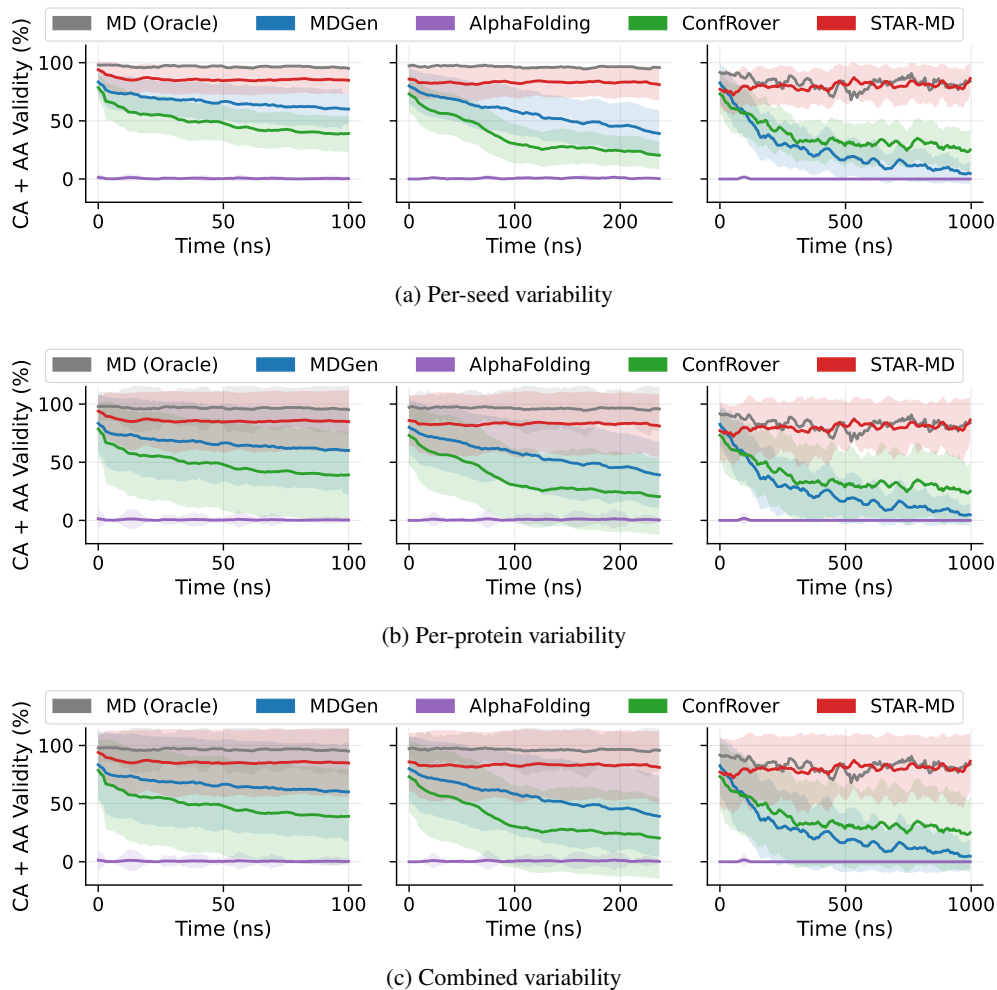 MD (Oracle) MDGen AlphaFolding ConfRover STAR-MD
CA + AA Validity (%)
100
50
0
0 50 100
0 100 200
0 500 1000
Time (ns) Time (ns) Time (ns)
(a) Per-seed variability
MD (Oracle) MDGen AlphaFolding ConfRover STAR-MD
CA + AA Validity (%)
100
50
0
0 50 100
0 100 200
0 500 1000
Time (ns) Time (ns) Time (ns)
(b) Per-protein variability
MD (Oracle) MDGen AlphaFolding ConfRover STAR-MD
CA + AA Validity (%)
100
50
0
0 50 100
0 100 200
0 500 1000
Time (ns) Time (ns) Time (ns)
(c) Combined variability